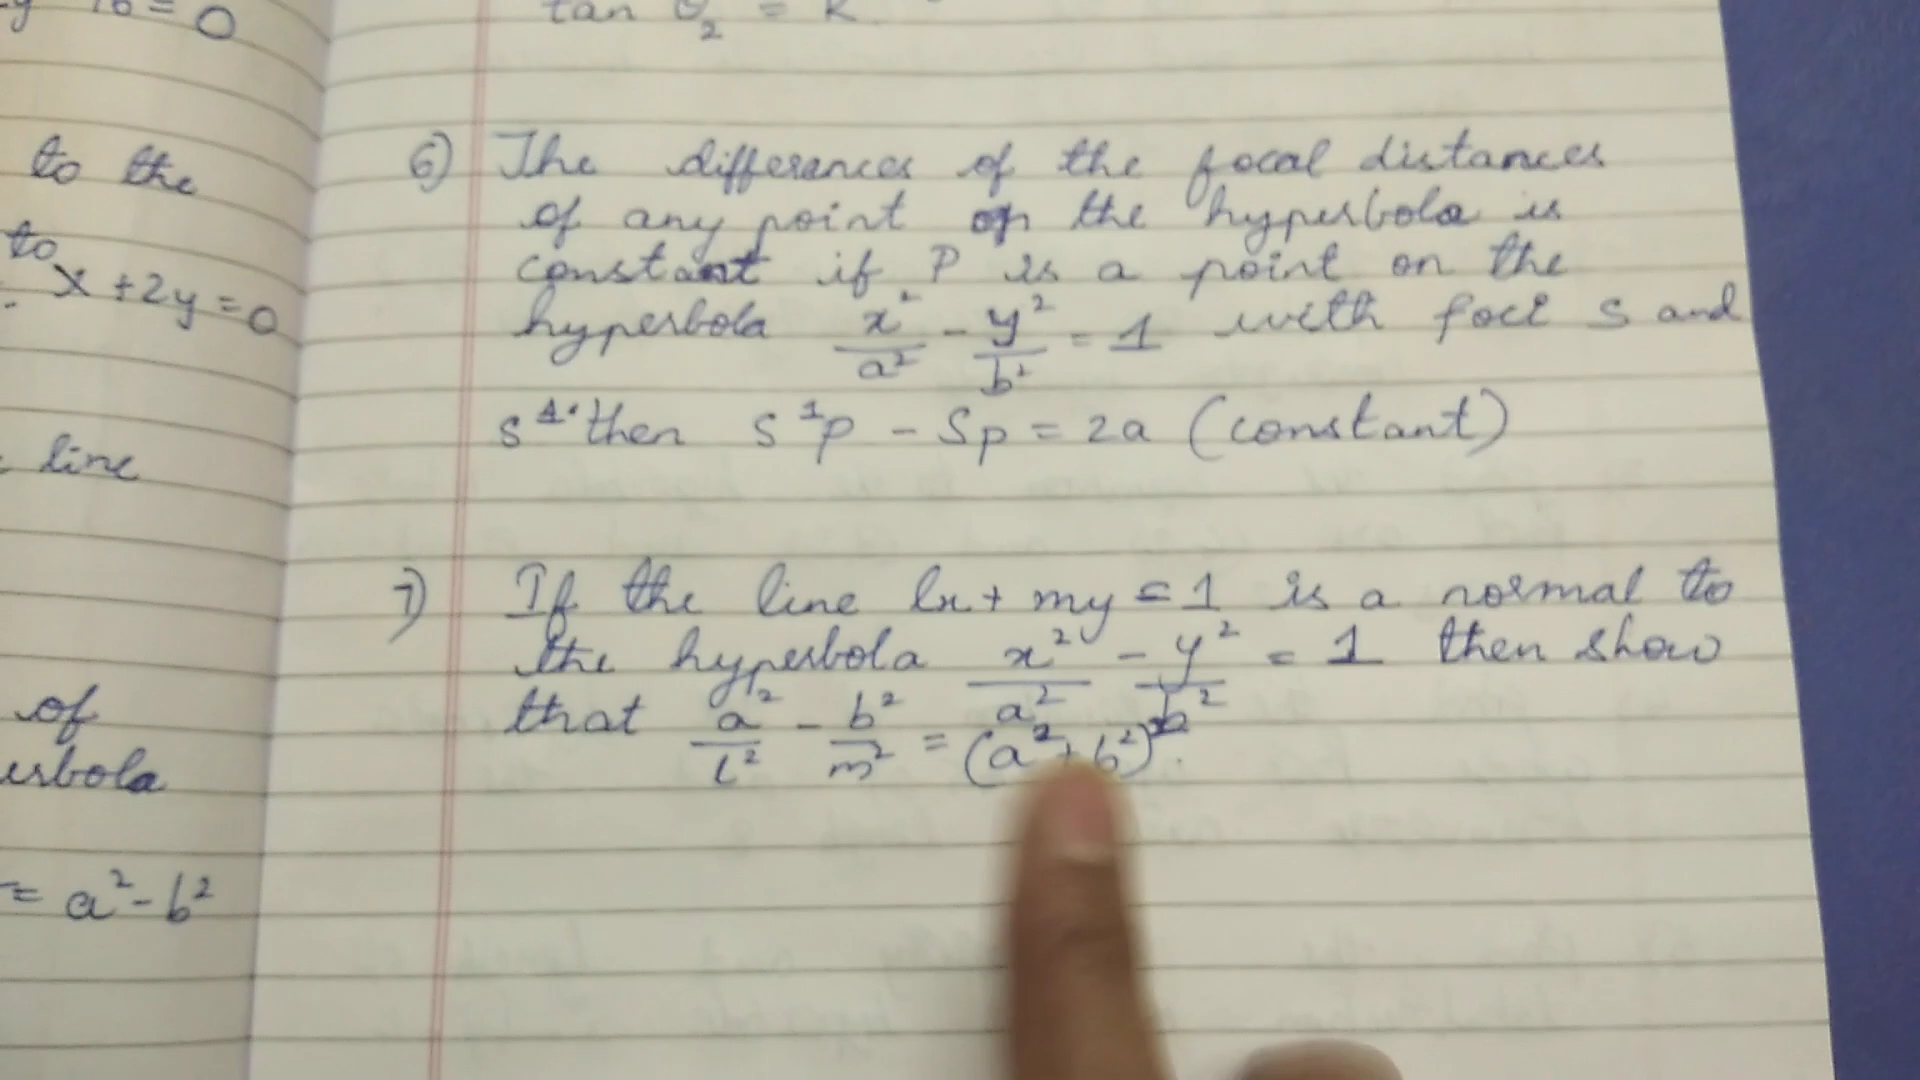 y 16 = 0
to the
to
x + 2y = 0
line
of
erbola
= a² - b²
tan θ₂ = k
6) The differences of the focal distances
of any point on the hyperbola is
constant if P is a point on the
hyperbola x²/a² - y²/b² = 1 with foci S and
S¹. then S¹p - Sp = 2a (constant)
7) If the line lx + my = 1 is a normal to
the hyperbola x²/a² - y²/b² = 1 then show
that a²/l² - b²/m² = (a² + b²)².